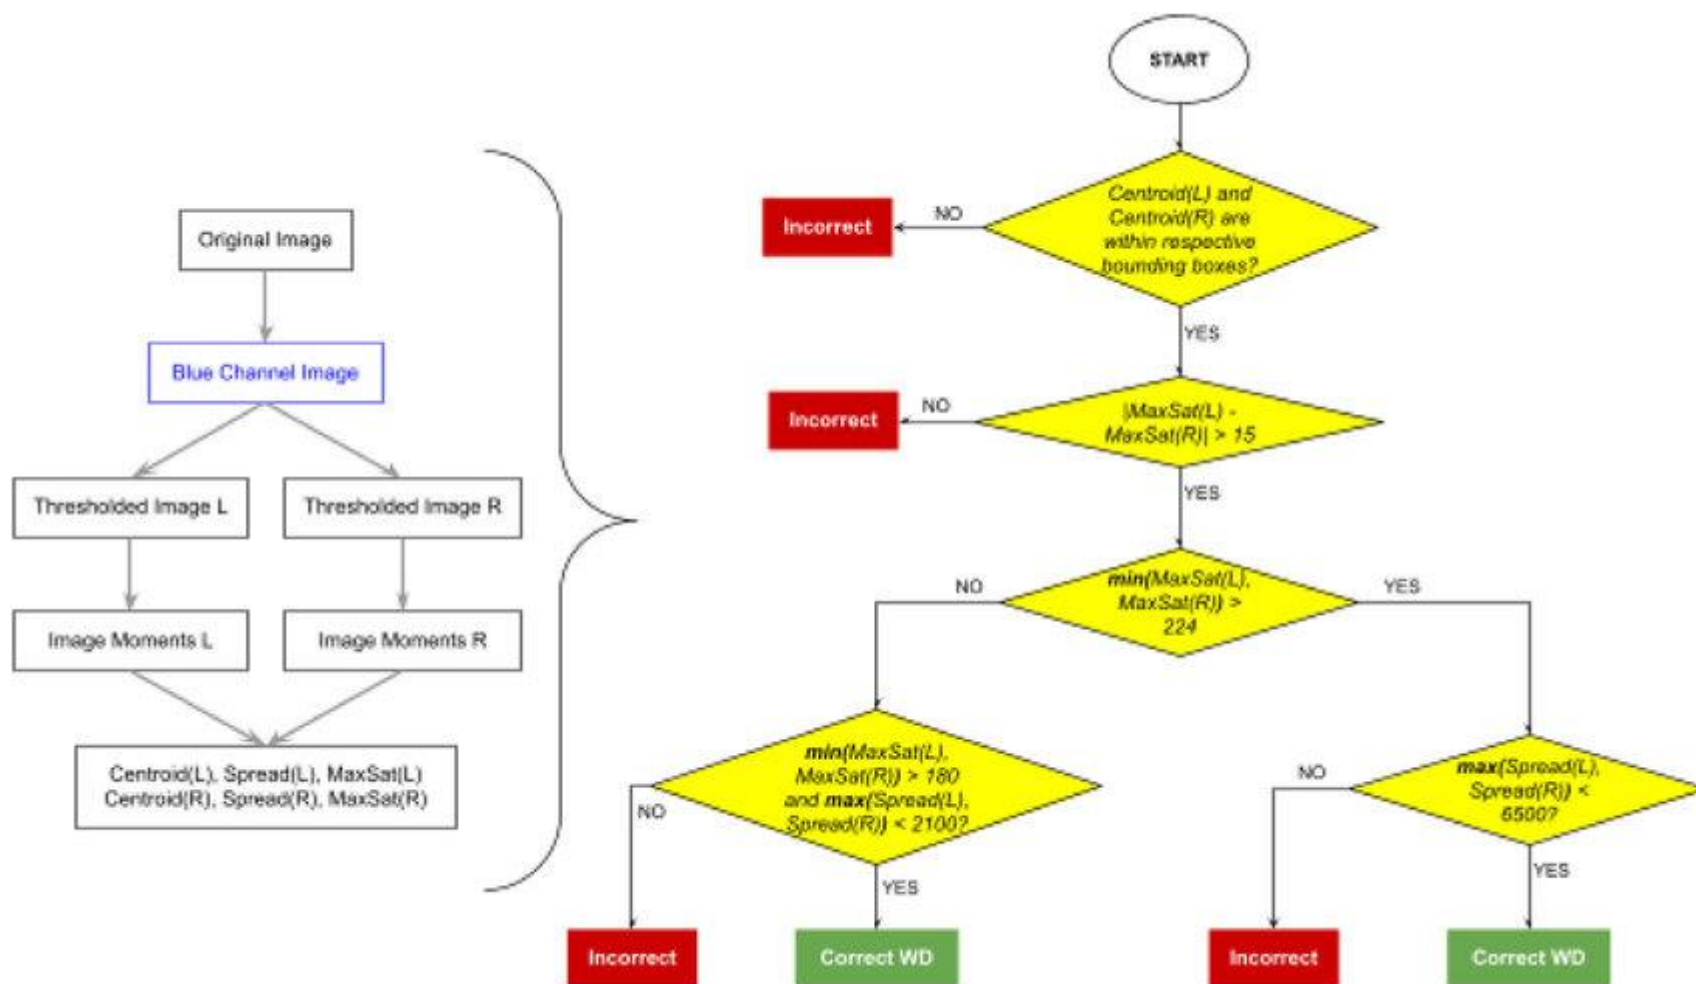 Original Image
Blue Channel Image
Thresholded Image L
Thresholded Image R
Image Moments L
Image Moments R
Centroid(L), Spread(L), MaxSat(L)
Centroid(R), Spread(R), MaxSat(R)
START
Centroid(L) and
Centroid(R) are
within respective
bounding boxes?
NO
Incorrect
YES
|MaxSat(L) -
MaxSat(R)| > 15
NO
Incorrect
YES
min(MaxSat(L),
MaxSat(R)) >
224
NO
YES
min(MaxSat(L),
MaxSat(R)) > 180
and max(Spread(L),
Spread(R)) < 2100?
NO
YES
Incorrect
Correct WD
max(Spread(L),
Spread(R)) <
6500?
NO
YES
Incorrect
Correct WD